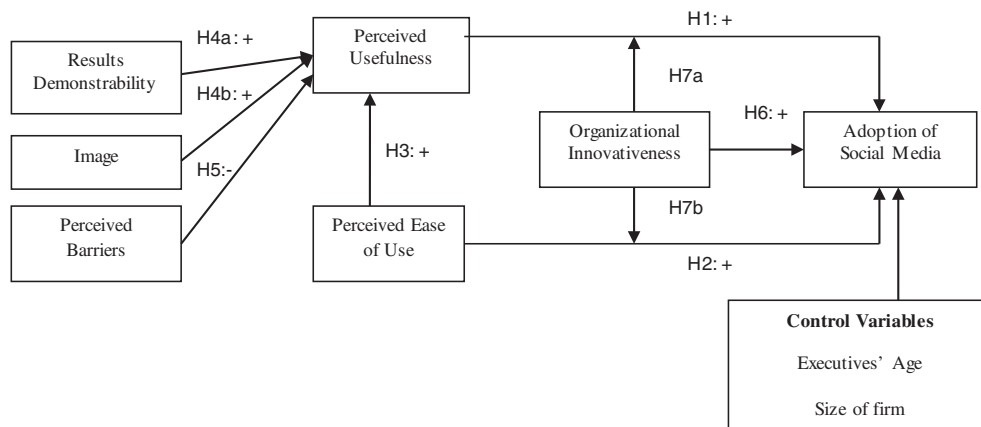 H1: +
H4a: +
Perceived
Usefulness
Results
Demonstrability
H7a
H4b: +
H6: +
Organizational
Innovativeness
Adoption of
Social Media
Image
H3: +
H5:-
H7b
Perceived
Barriers
Perceived Ease
of Use
H2: +
Control Variables
Executives' Age
Size of firm